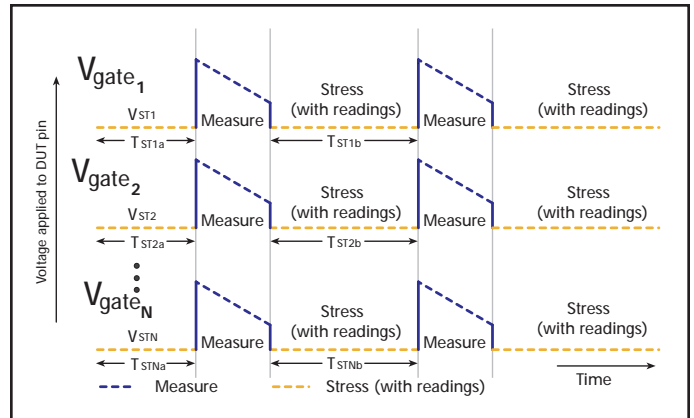 Voltage applied to DUT pin
Vgate1
VST1
TST1a
Measure
Stress
(with readings)
TST1b
Measure
Stress
(with readings)
Vgate2
VST2
TST2a
Measure
Stress
(with readings)
TST2b
Measure
Stress
(with readings)
VgateN
VSTN
TSTNa
Measure
Stress
(with readings)
TSTNb
Measure
Stress
(with readings)
Measure
Stress (with readings)
Time